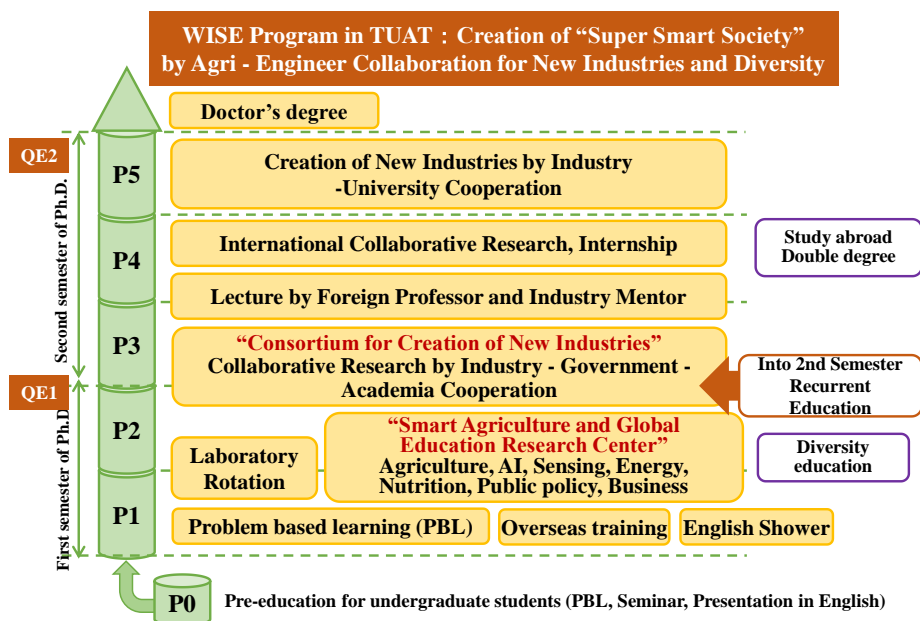 WISE Program in TUAT：Creation of “Super Smart Society”
by Agri - Engineer Collaboration for New Industries and Diversity
Doctor’s degree
QE2
P5
Creation of New Industries by Industry
-University Cooperation
Second semester of Ph.D.
P4
International Collaborative Research, Internship
Study abroad
Double degree
Lecture by Foreign Professor and Industry Mentor
P3
“Consortium for Creation of New Industries”
Collaborative Research by Industry - Government -
Academia Cooperation
Into 2nd Semester
Recurrent
Education
QE1
First semester of Ph.D
P2
Laboratory
Rotation
“Smart Agriculture and Global
Education Research Center”
Agriculture, AI, Sensing, Energy,
Nutrition, Public policy, Business
Diversity
education
P1
Problem based learning (PBL)
Overseas training
English Shower
P0
Pre-education for undergraduate students (PBL, Seminar, Presentation in English)